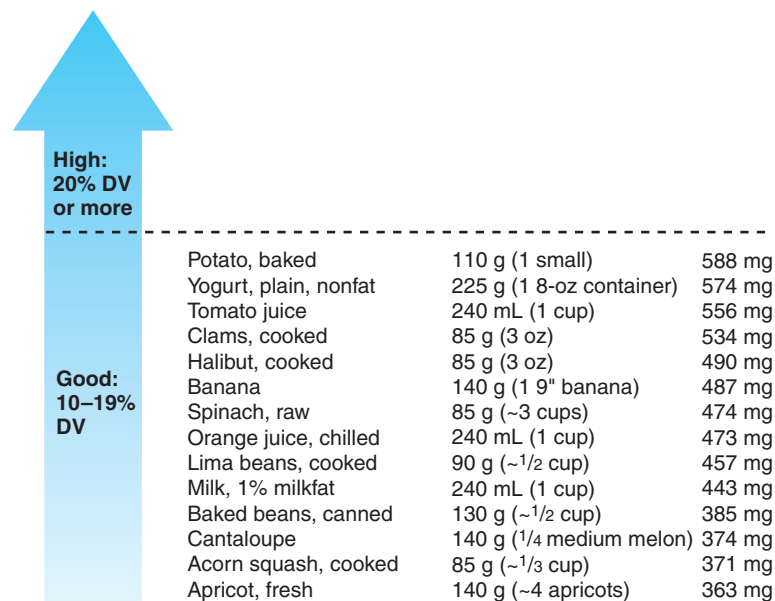 High:
20% DV
or more
Potato, baked 110 g (1 small) 588 mg
Yogurt, plain, nonfat 225 g (1 8-oz container) 574 mg
Tomato juice 240 mL (1 cup) 556 mg
Clams, cooked 85 g (3 oz) 534 mg
Halibut, cooked 85 g (3 oz) 490 mg
Good:
10–19%
DV
Banana 140 g (1 9" banana) 487 mg
Spinach, raw 85 g (~3 cups) 474 mg
Orange juice, chilled 240 mL (1 cup) 473 mg
Lima beans, cooked 90 g (~1/2 cup) 457 mg
Milk, 1% milkfat 240 mL (1 cup) 443 mg
Baked beans, canned 130 g (~1/2 cup) 385 mg
Cantaloupe 140 g (1/4 medium melon) 374 mg
Acorn squash, cooked 85 g (~1/3 cup) 371 mg
Apricot, fresh 140 g (~4 apricots) 363 mg